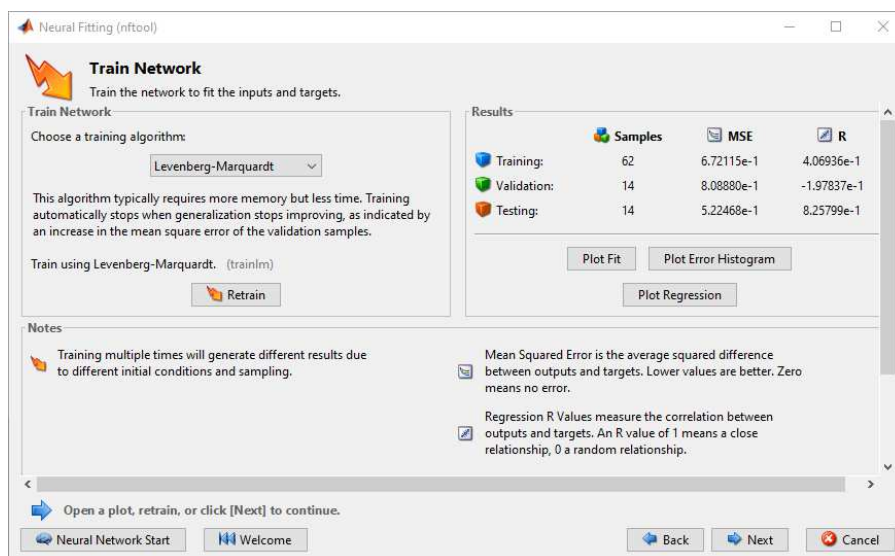 Neural Fitting (nftool)
Train Network
Train the network to fit the inputs and targets.
Train Network
Choose a training algorithm:
Levenberg-Marquardt
This algorithm typically requires more memory but less time. Training
automatically stops when generalization stops improving, as indicated by
an increase in the mean square error of the validation samples.
Train using Levenberg-Marquardt. (trainlm)
Retrain
Results
Samples MSE R
Training: 62 6.72115e-1 4.06936e-1
Validation: 14 8.08880e-1 -1.97837e-1
Testing: 14 5.22468e-1 8.25799e-1
Plot Fit Plot Error Histogram
Plot Regression
Notes
Training multiple times will generate different results due
to different initial conditions and sampling.
Mean Squared Error is the average squared difference
between outputs and targets. Lower values are better. Zero
means no error.
Regression R Values measure the correlation between
outputs and targets. An R value of 1 means a close
relationship, 0 a random relationship.
Open a plot, retrain, or click [Next] to continue.
Neural Network Start Welcome Back Next Cancel